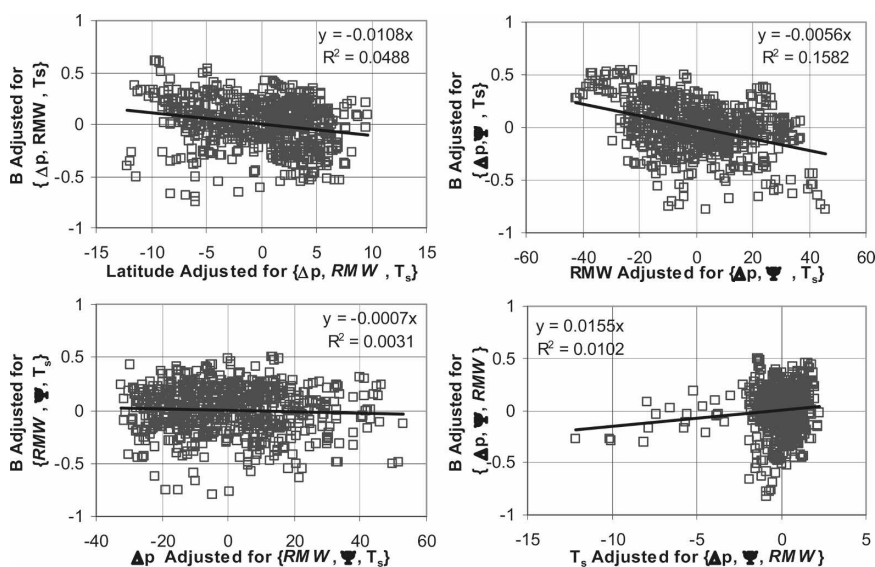 y = -0.0108x
R² = 0.0488
B Adjusted for
{ Δp, RMW , Ts}
1
0.5
0
-0.5
-1
-15 -10 -5 0 5 10 15
Latitude Adjusted for {Δp, RMW , Tₛ}
y = -0.0056x
R² = 0.1582
B Adjusted for
{ Δp,🏆 , Ts}
1
0.5
0
-0.5
-1
-60 -40 -20 0 20 40 60
RMW Adjusted for {Δp, 🏆 , Tₛ}
y = -0.0007x
R² = 0.0031
B Adjusted for
{RMW , 🏆, Tₛ}
1
0.5
0
-0.5
-1
-40 -20 0 20 40 60
Δp Adjusted for {RMW , 🏆, Tₛ}
y = 0.0155x
R² = 0.0102
B Adjusted for
{ Δp, 🏆, RMW}
1
0.5
0
-0.5
-1
-15 -10 -5 0 5
Tₛ Adjusted for {Δp, 🏆, RMW }